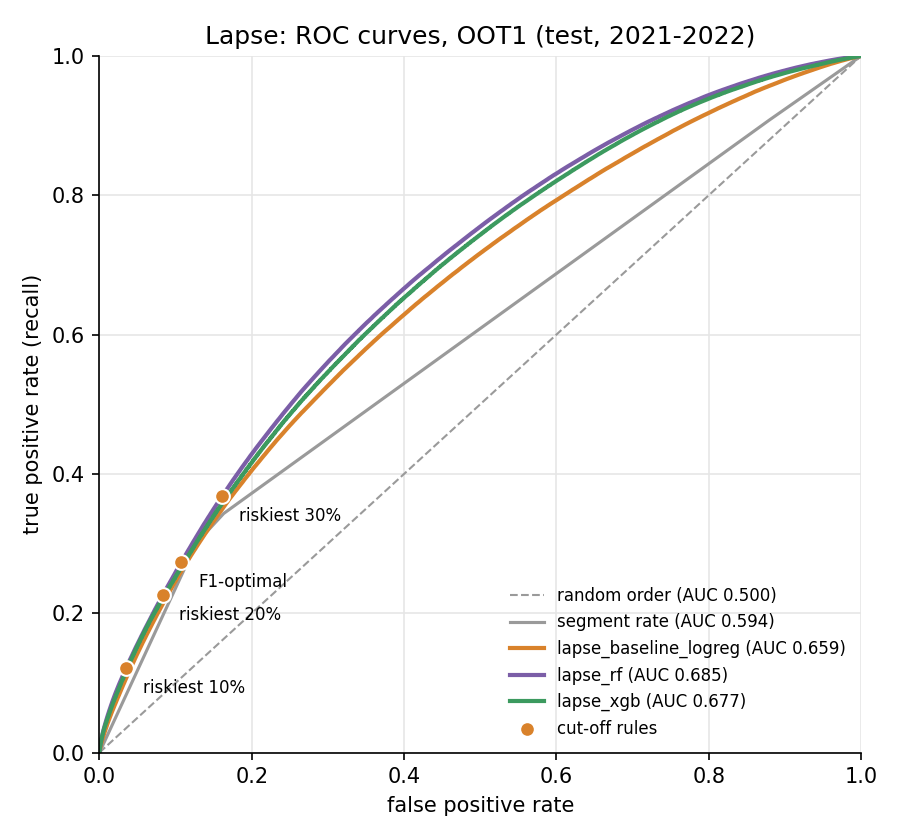 Lapse: ROC curves, OOT1 (test, 2021-2022)
true positive rate (recall)
1.0
0.8
0.6
0.4
0.2
0.0
riskiest 30%
F1-optimal
riskiest 20%
riskiest 10%
random order (AUC 0.500)
segment rate (AUC 0.594)
lapse_baseline_logreg (AUC 0.659)
lapse_rf (AUC 0.685)
lapse_xgb (AUC 0.677)
cut-off rules
0.0 0.2 0.4 0.6 0.8 1.0
false positive rate